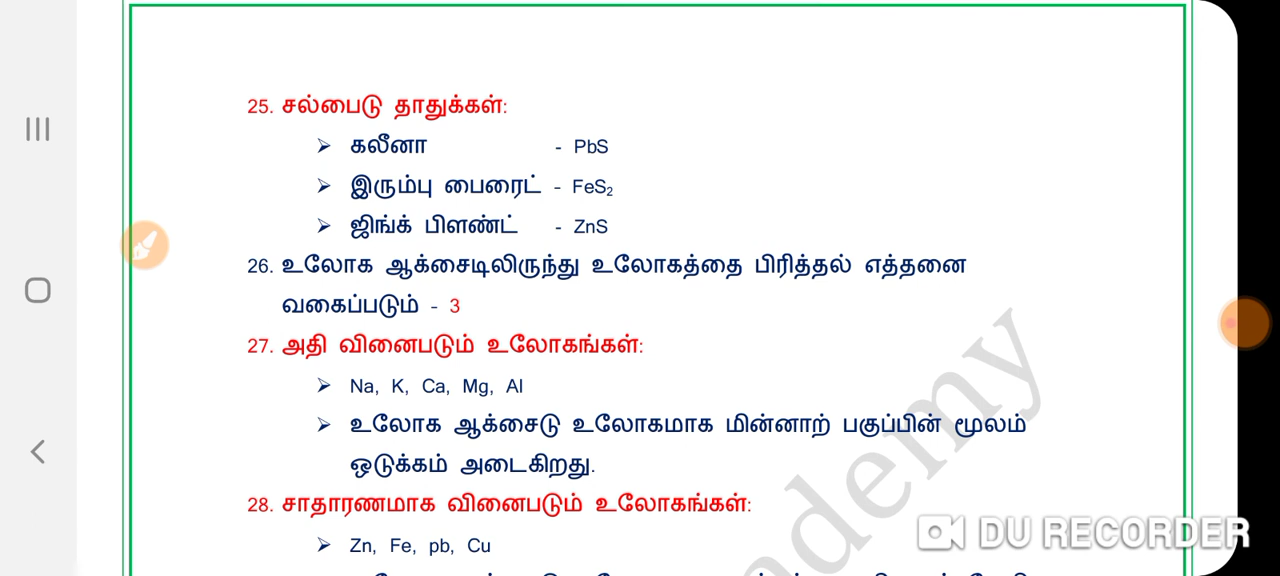 25. சல்பைடு தாதுக்கள்:
➢ கலீனா - PbS
➢ இரும்பு பைரைட் - FeS₂
➢ ஜிங்க் பிளண்ட் - ZnS
26. உலோக ஆக்சைடிலிருந்து உலோகத்தை பிரித்தல் எத்தனை
வகைப்படும் - 3
27. அதி வினைபடும் உலோகங்கள்:
➢ Na, K, Ca, Mg, Al
➢ உலோக ஆக்சைடு உலோகமாக மின்னாற் பகுப்பின் மூலம்
ஒடுக்கம் அடைகிறது.
28. சாதாரணமாக வினைபடும் உலோகங்கள்:
➢ Zn, Fe, pb, Cu
DU RECORDER